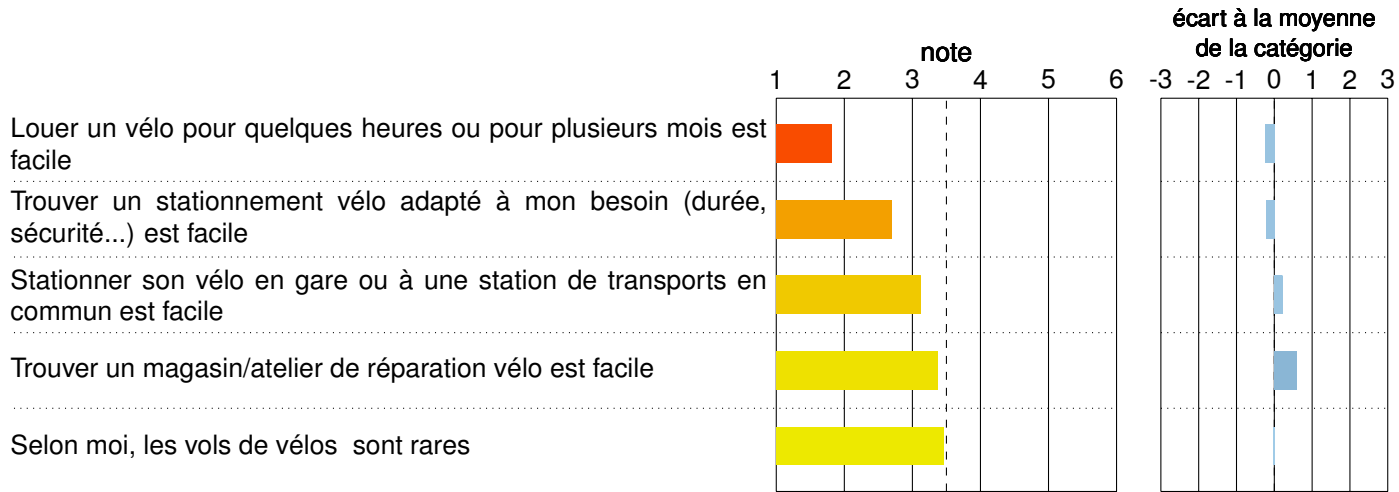 écart à la moyenne
note
de la catégorie
1 2 3 4 5 6
-3 -2 -1 0 1 2 3
Louer un vélo pour quelques heures ou pour plusieurs mois est
facile
Trouver un stationnement vélo adapté à mon besoin (durée,
sécurité...) est facile
Stationner son vélo en gare ou à une station de transports en
commun est facile
Trouver un magasin/atelier de réparation vélo est facile
Selon moi, les vols de vélos sont rares